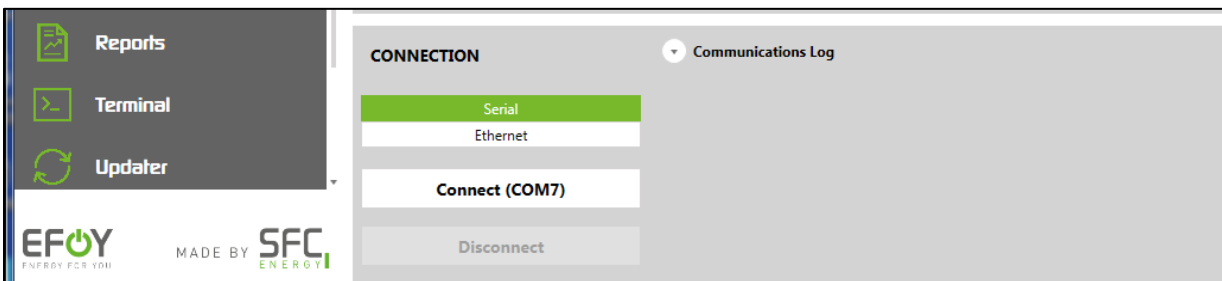 Reports
Terminal
Updater
EFOY
ENERGY FOR YOU
MADE BY SFC
ENERGY
CONNECTION
Serial
Ethernet
Connect (COM7)
Disconnect
Communications Log